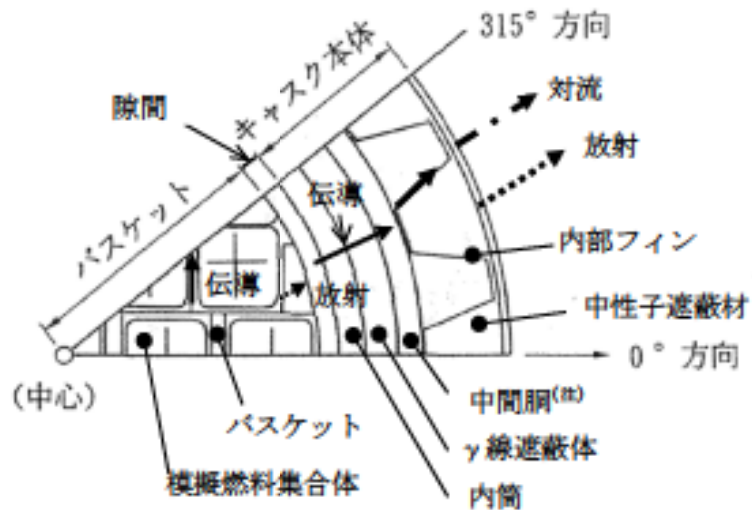 315° 方向
キャスク本体
対流
隙間
放射
バスケット
伝導
内部フィン
伝導
放射
中性子遮蔽材
0° 方向
(中心)
中間胴(注)
バスケット
γ線遮蔽体
模擬燃料集合体
内筒